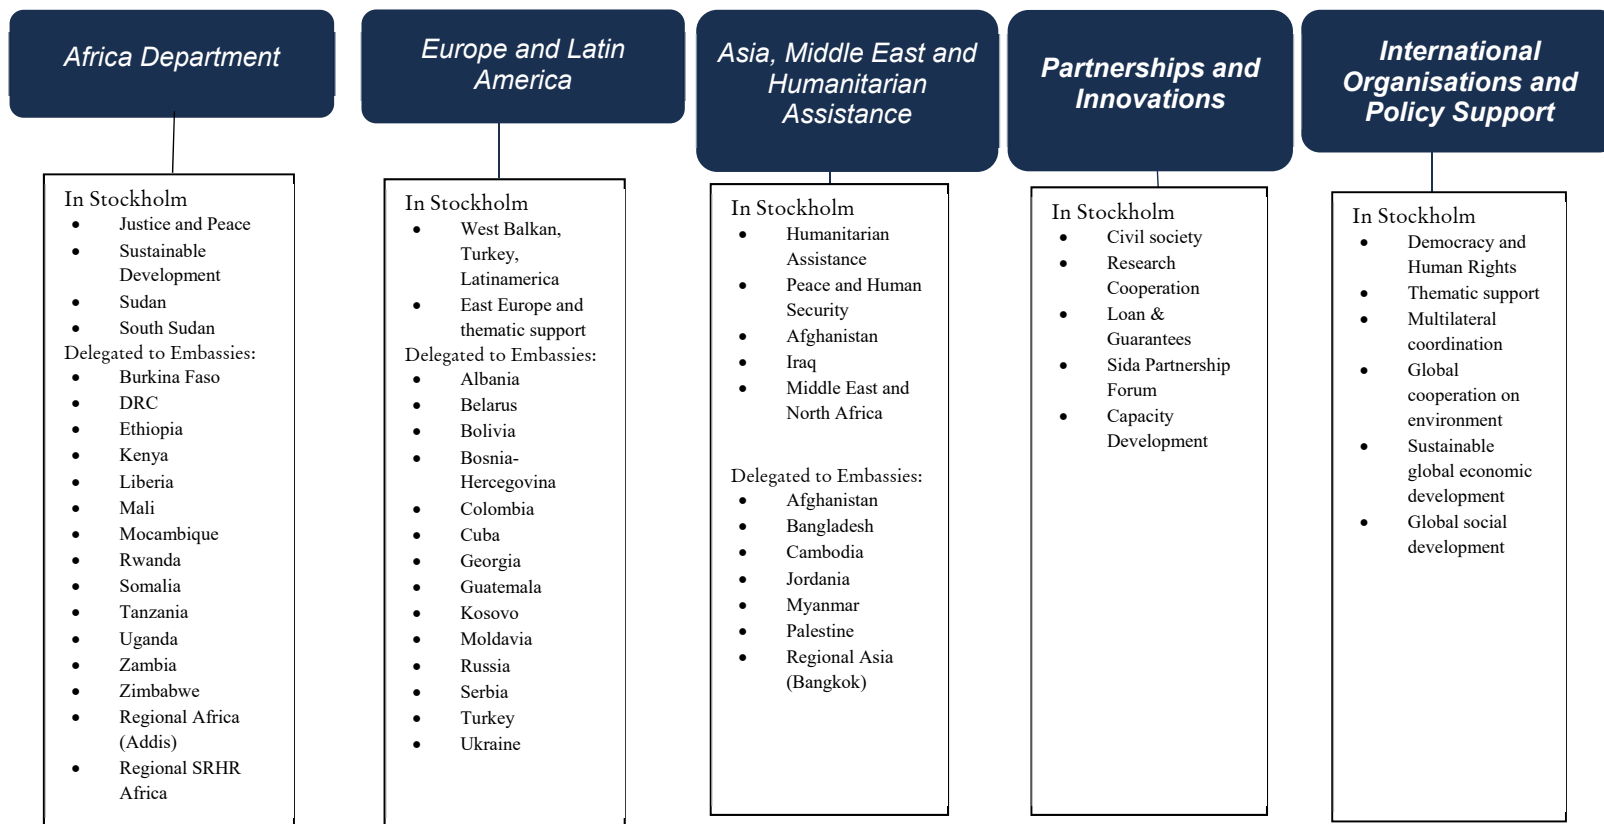 Africa Department
In Stockholm
• Justice and Peace
• Sustainable
Development
• Sudan
• South Sudan
Delegated to Embassies:
• Burkina Faso
• DRC
• Ethiopia
• Kenya
• Liberia
• Mali
• Mocambique
• Rwanda
• Somalia
• Tanzania
• Uganda
• Zambia
• Zimbabwe
• Regional Africa
(Addis)
• Regional SRHR
Africa
Europe and Latin
America
In Stockholm
• West Balkan,
Turkey,
Latinamerica
• East Europe and
thematic support
Delegated to Embassies:
• Albania
• Belarus
• Bolivia
• Bosnia-
Hercegovina
• Colombia
• Cuba
• Georgia
• Guatemala
• Kosovo
• Moldavia
• Russia
• Serbia
• Turkey
• Ukraine
Asia, Middle East and
Humanitarian
Assistance
In Stockholm
• Humanitarian
Assistance
• Peace and Human
Security
• Afghanistan
• Iraq
• Middle East and
North Africa
Delegated to Embassies:
• Afghanistan
• Bangladesh
• Cambodia
• Jordania
• Myanmar
• Palestine
• Regional Asia
(Bangkok)
Partnerships and
Innovations
In Stockholm
• Civil society
• Research
Cooperation
• Loan &
Guarantees
• Sida Partnership
Forum
• Capacity
Development
International
Organisations and
Policy Support
In Stockholm
• Democracy and
Human Rights
• Thematic support
• Multilateral
coordination
• Global
cooperation on
environment
• Sustainable
global economic
development
• Global social
development